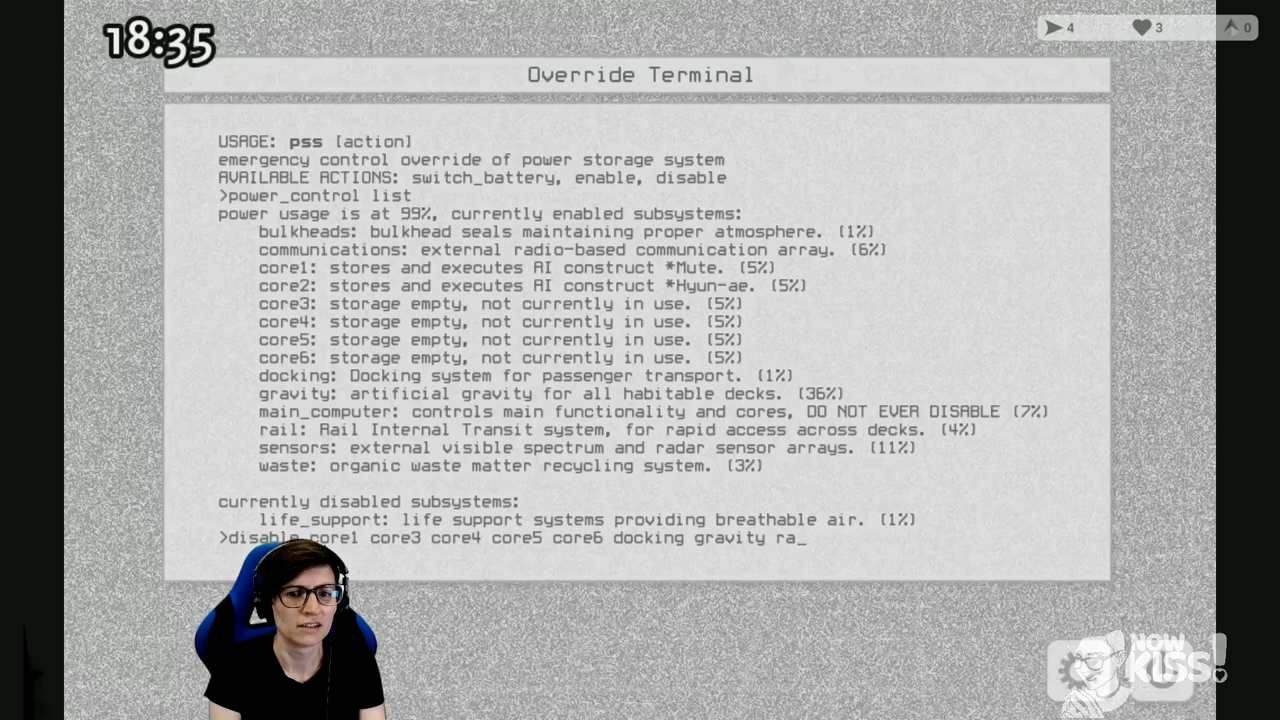 18:35
4 3 0
Override Terminal
USAGE: pss [action]
emergency control override of power storage system
AVAILABLE ACTIONS: switch_battery, enable, disable
>power_control list
power usage is at 99%, currently enabled subsystems:
bulkheads: bulkhead seals maintaining proper atmosphere. (1%)
communications: external radio-based communication array. (6%)
core1: stores and executes AI construct *Mute. (5%)
core2: stores and executes AI construct *Hyun-ae. (5%)
core3: storage empty, not currently in use. (5%)
core4: storage empty, not currently in use. (5%)
core5: storage empty, not currently in use. (5%)
core6: storage empty, not currently in use. (5%)
docking: Docking system for passenger transport. (1%)
gravity: artificial gravity for all habitable decks. (36%)
main_computer: controls main functionality and cores, DO NOT EVER DISABLE (7%)
rail: Rail Internal Transit system, for rapid access across decks. (4%)
sensors: external visible spectrum and radar sensor arrays. (11%)
waste: organic waste matter recycling system. (3%)
currently disabled subsystems:
life_support: life support systems providing breathable air. (1%)
>disable core1 core3 core4 core5 core6 docking gravity ra_
NOW
KISS!